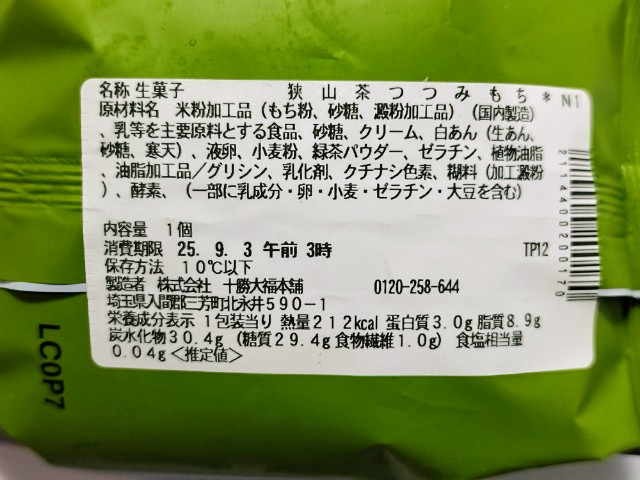 名称 生菓子 狭山茶つつみもち * N1
原材料名 米粉加工品（もち粉、砂糖、澱粉加工品）（国内製造）
、乳等を主要原料とする食品、砂糖、クリーム、白あん（生あん、
砂糖、寒天）、液卵、小麦粉、緑茶パウダー、ゼラチン、植物油脂
、油脂加工品／グリシン、乳化剤、クチナシ色素、糊料（加工澱粉
）、酵素、（一部に乳成分・卵・小麦・ゼラチン・大豆を含む）
内容量 1個
消費期限 25. 9. 3 午前 3時 TP12
保存方法 10℃以下
製造者 株式会社 十勝大福本舗 0120-258-644
埼玉県入間郡三芳町北永井590-1
栄養成分表示 1包装当り 熱量212kcal 蛋白質3.0g 脂質8.9g
炭水化物30.4g (糖質29.4g 食物繊維1.0g) 食塩相当量
0.04g <推定値>
2114400200170
LC0P7